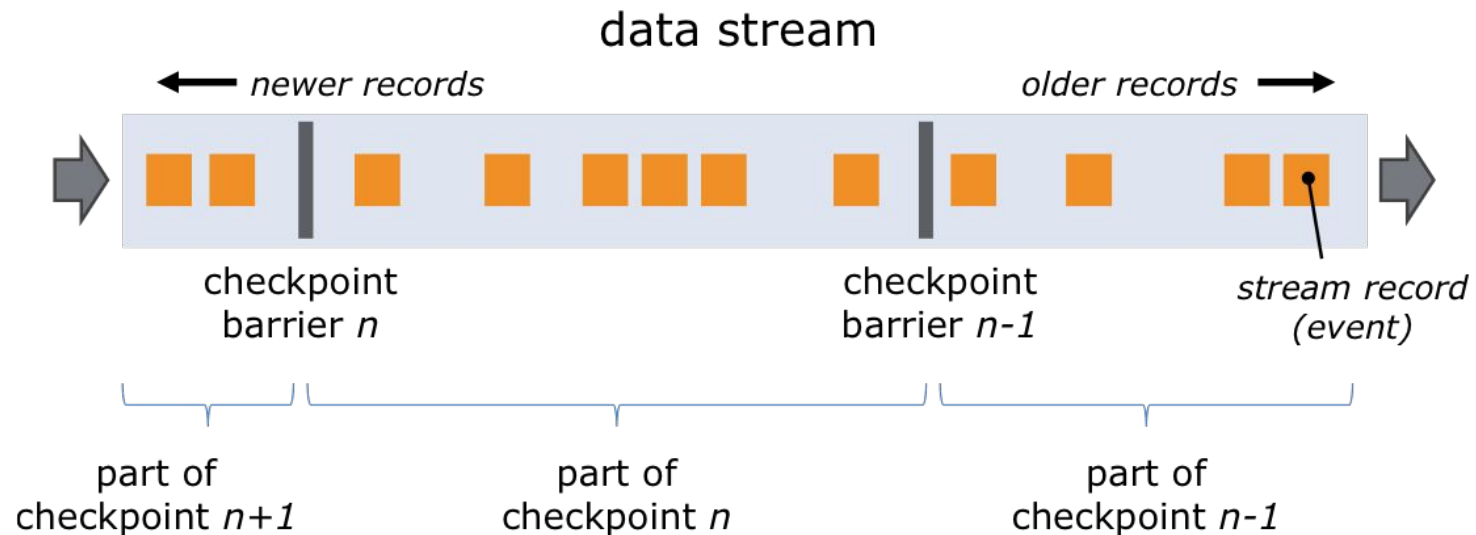 data stream
newer records
older records
checkpoint
barrier n
checkpoint
barrier n-1
stream record
(event)
part of
checkpoint n+1
part of
checkpoint n
part of
checkpoint n-1